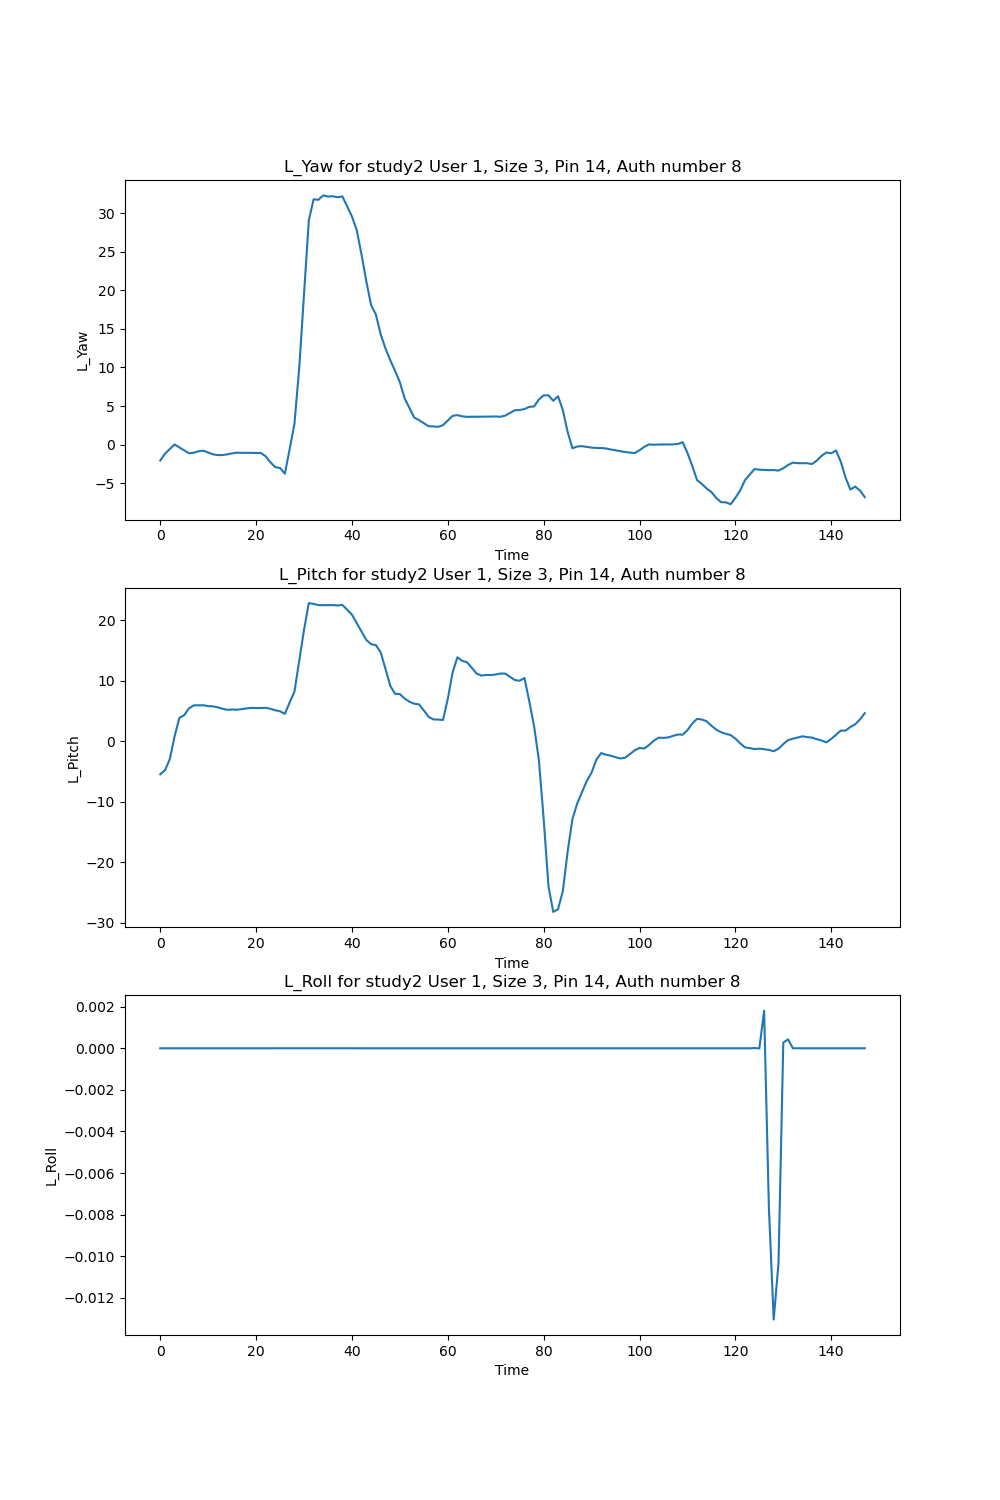 L_Yaw for study2 User 1, Size 3, Pin 14, Auth number 8
30
25
20
15
10
5
0
−5
L_Yaw
0 20 40 60 80 100 120 140
Time
L_Pitch for study2 User 1, Size 3, Pin 14, Auth number 8
20
10
0
−10
−20
−30
L_Pitch
0 20 40 60 80 100 120 140
Time
L_Roll for study2 User 1, Size 3, Pin 14, Auth number 8
0.002
0.000
−0.002
−0.004
−0.006
−0.008
−0.010
−0.012
L_Roll
0 20 40 60 80 100 120 140
Time